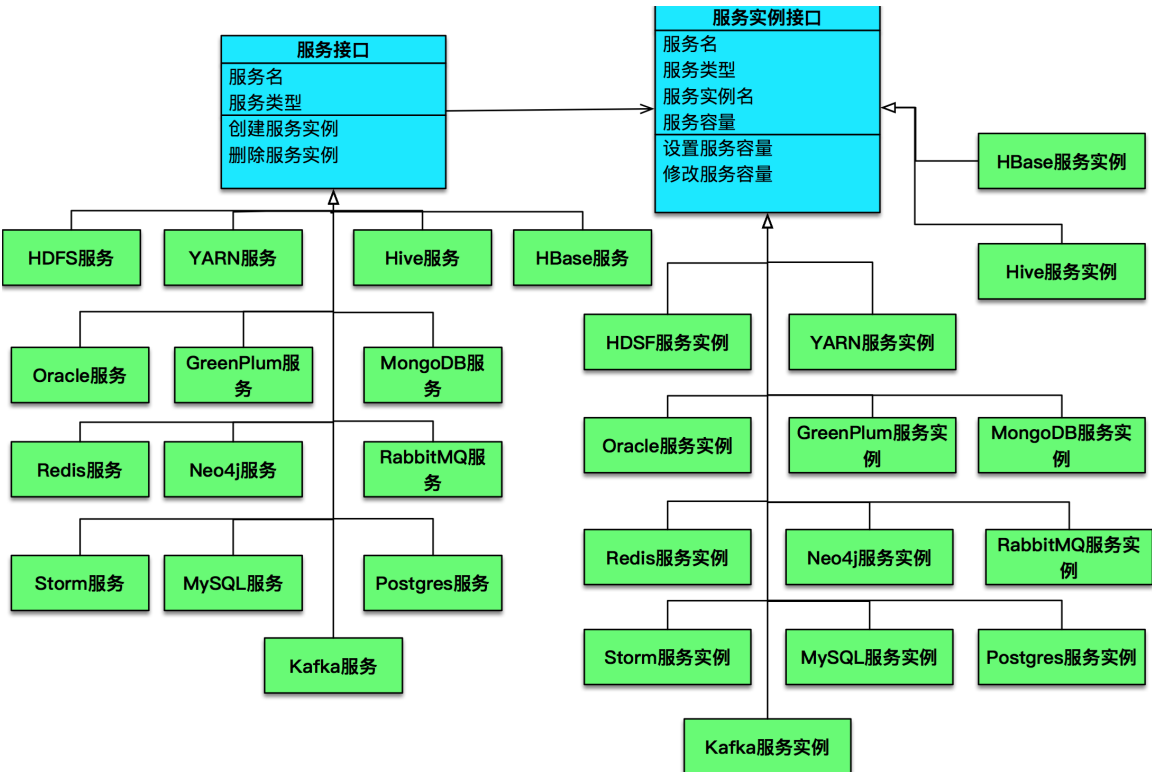 服务接口
服务名
服务类型
创建服务实例
删除服务实例
服务实例接口
服务名
服务类型
服务实例名
服务容量
设置服务容量
修改服务容量
HBase服务实例
Hive服务实例
HDFS服务
YARN服务
Hive服务
HBase服务
Oracle服务
GreenPlum服
务
MongoDB服
务
Redis服务
Neo4j服务
RabbitMQ服
务
Storm服务
MySQL服务
Postgres服务
Kafka服务
HDSF服务实例
YARN服务实例
Oracle服务实例
GreenPlum服务实
例
MongoDB服务实
例
Redis服务实例
Neo4j服务实例
RabbitMQ服务实
例
Storm服务实例
MySQL服务实例
Postgres服务实例
Kafka服务实例